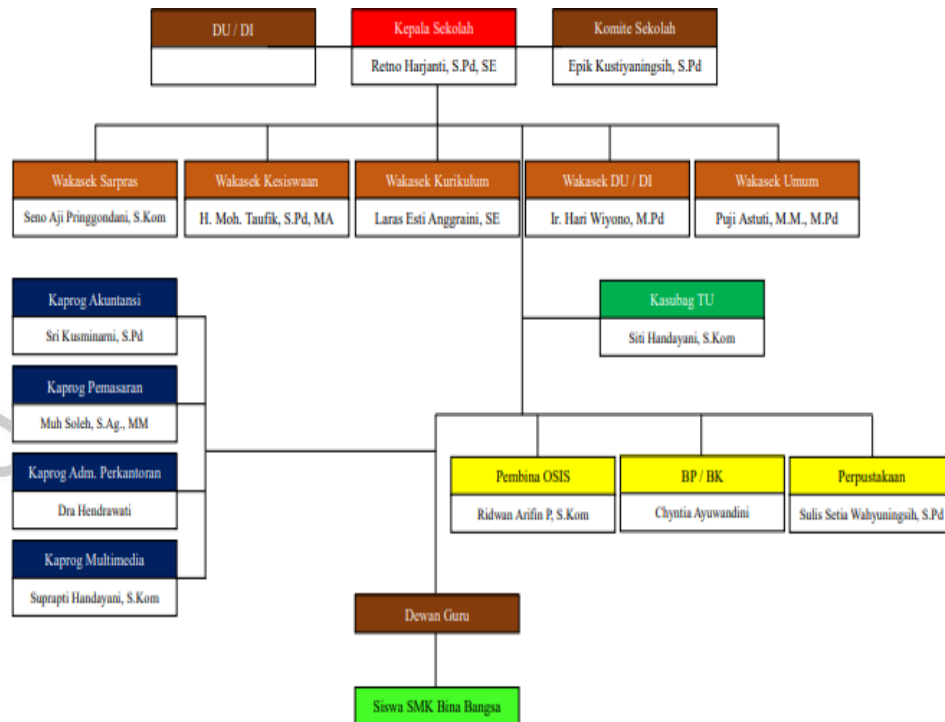 DU / DI
Kepala Sekolah
Komite Sekolah
Retno Harjanti, S.Pd, SE
Epik Kustiyaningsih, S.Pd
Wakasek Sarpras
Wakasek Kesiswaan
Wakasek Kurikulum
Wakasek DU / DI
Wakasek Umum
Seno Aji Pringgondani, S.Kom
H. Moh. Taufik, S.Pd, MA
Laras Esti Anggraini, SE
Ir. Hari Wiyono, M.Pd
Puji Astuti, M.M., M.Pd
Kaprog Akuntansi
Sri Kusminarni, S.Pd
Kasubag TU
Siti Handayani, S.Kom
Kaprog Pemasaran
Muh Soleh, S.Ag., MM
Kaprog Adm. Perkantoran
Dra Hendrawati
Kaprog Multimedia
Suprapti Handayani, S.Kom
Pembina OSIS
BP / BK
Perpustakaan
Ridwan Arifin P, S.Kom
Chyntia Ayuwandini
Sulis Setia Wahyuningsih, S.Pd
Dewan Guru
Siswa SMK Bina Bangsa